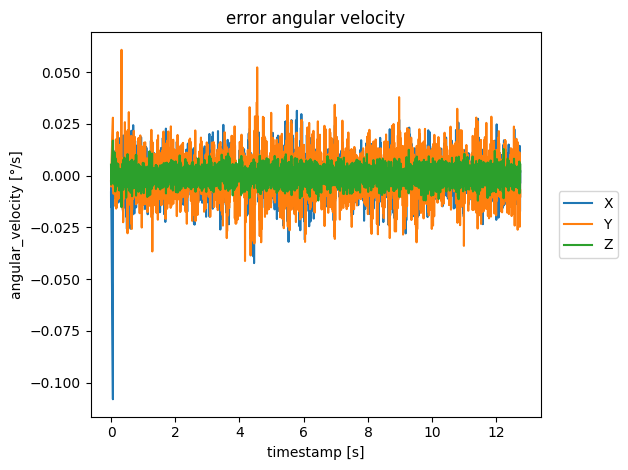 error angular velocity
angular_velocity [°/s]
0.050
0.025
0.000
−0.025
−0.050
−0.075
−0.100
0
2
4
6
8
10
12
timestamp [s]
X
Y
Z